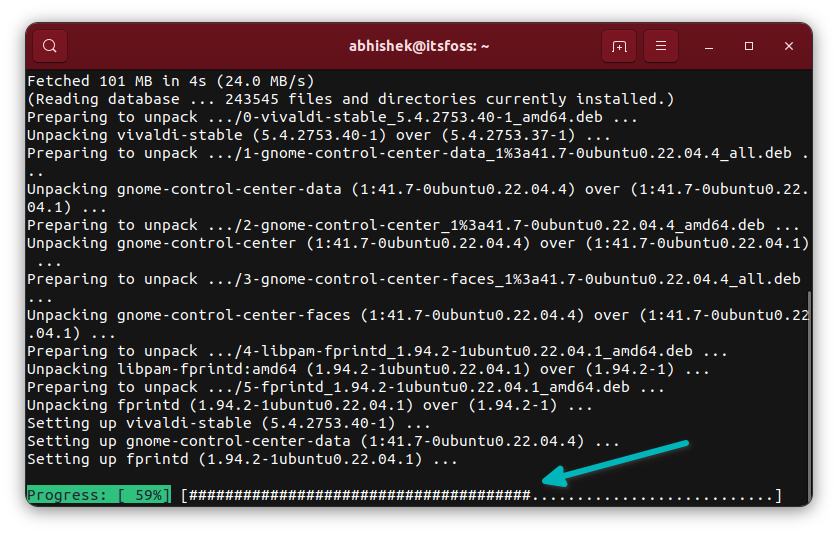 abhishek@itsfoss: ~
Fetched 101 MB in 4s (24.0 MB/s)
(Reading database ... 243545 files and directories currently installed.)
Preparing to unpack .../0-vivaldi-stable_5.4.2753.40-1_amd64.deb ...
Unpacking vivaldi-stable (5.4.2753.40-1) over (5.4.2753.37-1) ...
Preparing to unpack .../1-gnome-control-center-data_1%3a41.7-0ubuntu0.22.04.4_all.deb .
..
Unpacking gnome-control-center-data (1:41.7-0ubuntu0.22.04.4) over (1:41.7-0ubuntu0.22.
04.1) ...
Preparing to unpack .../2-gnome-control-center_1%3a41.7-0ubuntu0.22.04.4_amd64.deb ...
Unpacking gnome-control-center (1:41.7-0ubuntu0.22.04.4) over (1:41.7-0ubuntu0.22.04.1)
 ...
Preparing to unpack .../3-gnome-control-center-faces_1%3a41.7-0ubuntu0.22.04.4_all.deb
...
Unpacking gnome-control-center-faces (1:41.7-0ubuntu0.22.04.4) over (1:41.7-0ubuntu0.22
.04.1) ...
Preparing to unpack .../4-libpam-fprintd_1.94.2-1ubuntu0.22.04.1_amd64.deb ...
Unpacking libpam-fprintd:amd64 (1.94.2-1ubuntu0.22.04.1) over (1.94.2-1) ...
Preparing to unpack .../5-fprintd_1.94.2-1ubuntu0.22.04.1_amd64.deb ...
Unpacking fprintd (1.94.2-1ubuntu0.22.04.1) over (1.94.2-1) ...
Setting up vivaldi-stable (5.4.2753.40-1) ...
Setting up gnome-control-center-data (1:41.7-0ubuntu0.22.04.4) ...
Setting up fprintd (1.94.2-1ubuntu0.22.04.1) ...
Progress: [ 59%] [######################################...........................]